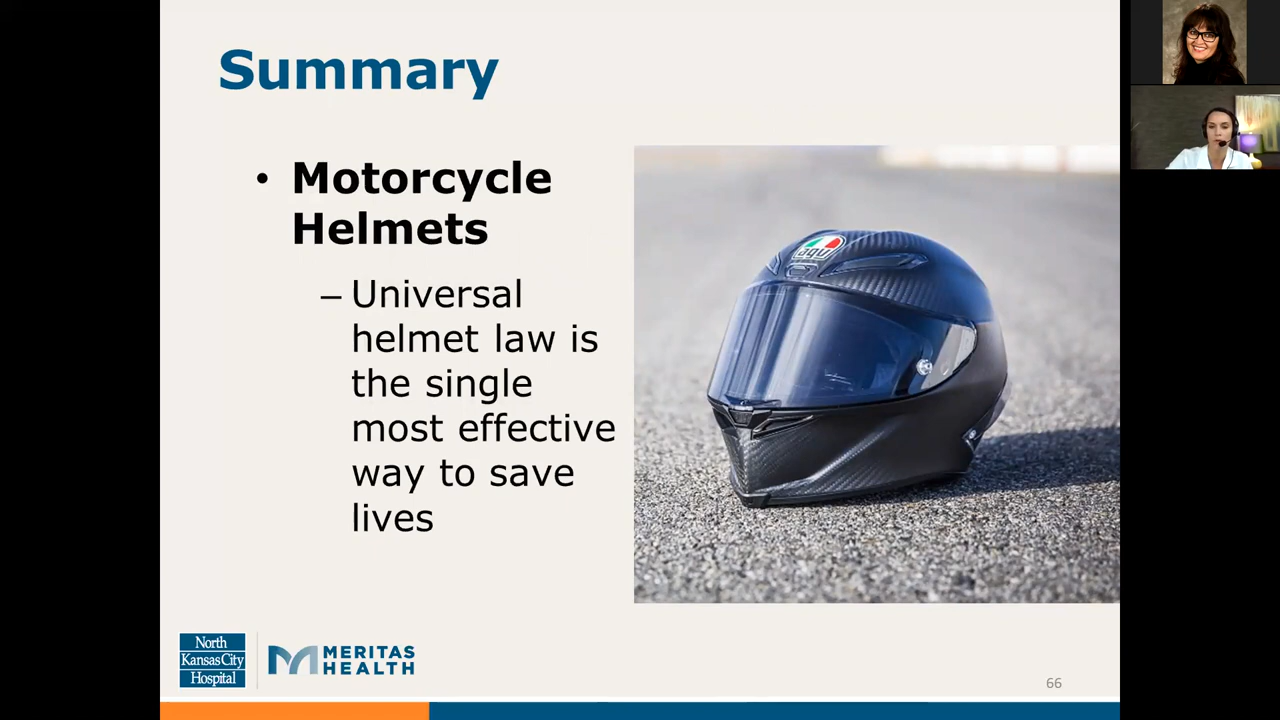 Summary
• Motorcycle
Helmets
– Universal
helmet law is
the single
most effective
way to save
lives
agv
North
Kansas City
Hospital
MERITAS
HEALTH
66